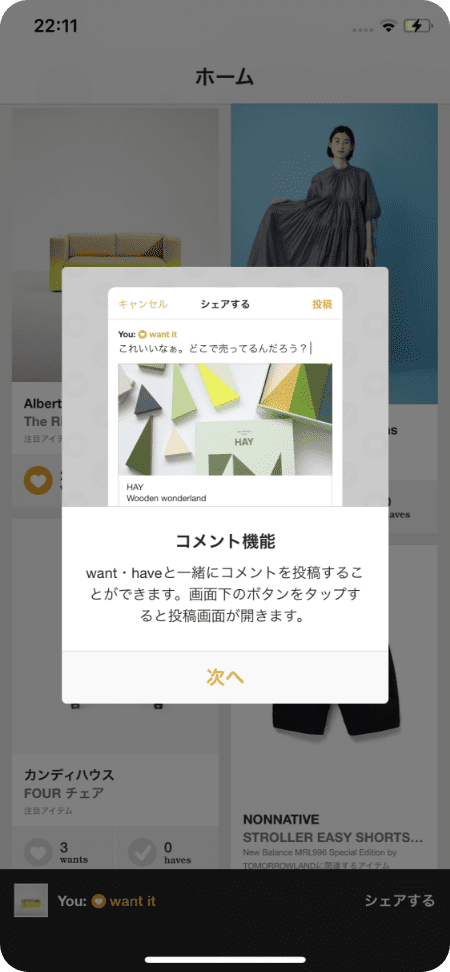 22:11
ホーム
Albert
The Ri
注目アイテ
ns
0
haves
キャンセル シェアする 投稿
You: want it
これいいなぁ。どこで売ってるんだろう？
HAY
HAY
Wooden wonderland
コメント機能
want・haveと一緒にコメントを投稿するこ
とができます。画面下のボタンをタップす
ると投稿画面が開きます。
次へ
カンディハウス
FOUR チェア
注目アイテム
3
wants
0
haves
NONNATIVE
STROLLER EASY SHORTS...
New Balance MRL996 Special Edition by
TOMORROWLANDに関連するアイテム
You: want it シェアする